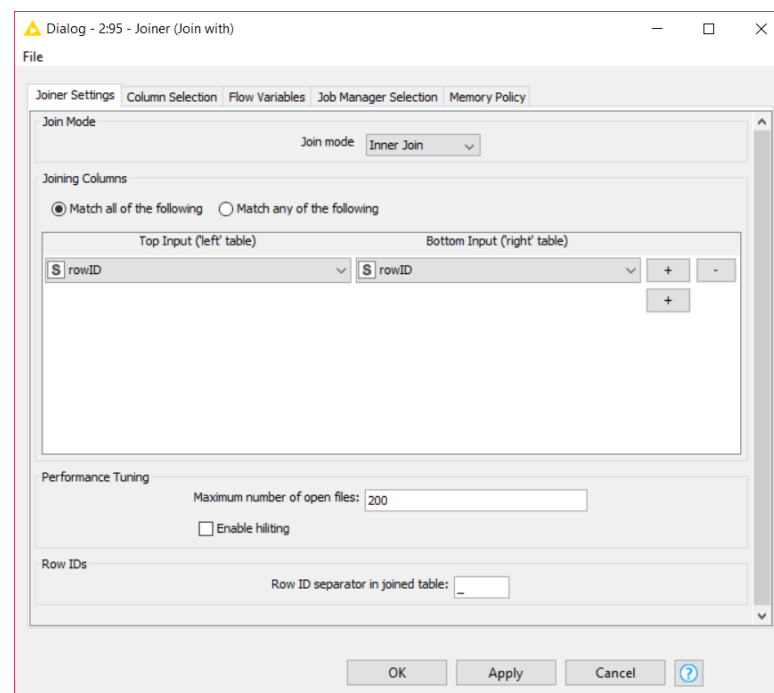 Dialog - 2:95 - Joiner (Join with)
File
Joiner Settings Column Selection Flow Variables Job Manager Selection Memory Policy
Join Mode
Join mode Inner Join
Joining Columns
Match all of the following Match any of the following
Top Input ('left' table) Bottom Input ('right' table)
S rowID S rowID + -
+
Performance Tuning
Maximum number of open files: 200
Enable hiliting
Row IDs
Row ID separator in joined table: _
OK Apply Cancel ?